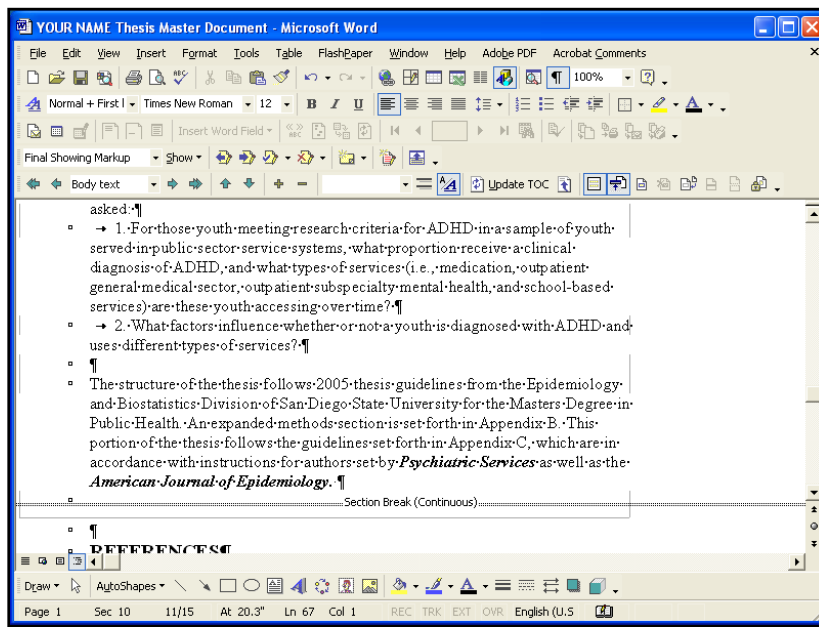 YOUR NAME Thesis Master Document - Microsoft Word
File Edit View Insert Format Tools Table FlashPaper Window Help Adobe PDF Acrobat Comments
100%
Normal + First l Times New Roman 12 B I U
Insert Word Field
Final Showing Markup Show
Body text Update TOC
asked: ¶
1. For those youth meeting research criteria for ADHD in a sample of youth
served in public sector service systems, what proportion receive a clinical
diagnosis of ADHD, and what types of services (i.e., medication, outpatient
general medical sector, outpatient subspecialty mental health, and school-based
services) are these youth accessing over time? ¶
2. What factors influence whether or not a youth is diagnosed with ADHD and
uses different types of services? ¶
¶
The structure of the thesis follows 2005 thesis guidelines from the Epidemiology
and Biostatistics Division of San Diego State University for the Masters Degree in
Public Health. An expanded methods section is set forth in Appendix B. This
portion of the thesis follows the guidelines set forth in Appendix C, which are in
accordance with instructions for authors set by Psychiatric Services as well as the
American Journal of Epidemiology. ¶
Section Break (Continuous)
¶
REFERENCES¶
Draw AutoShapes
Page 1 Sec 10 11/15 At 20.3" Ln 67 Col 1 REC TRK EXT OVR English (U.S